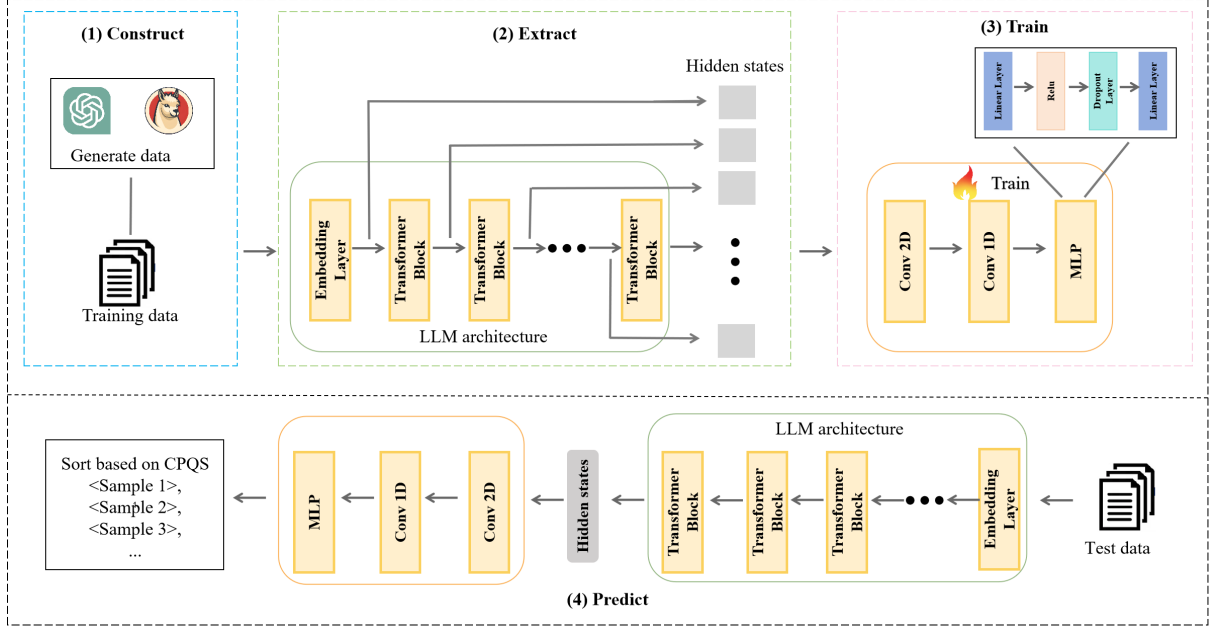 (1) Construct
Generate data
Training data
(2) Extract
Hidden states
Embedding
Layer
Transformer
Block
Transformer
Block
Transformer
Block
LLM architecture
(3) Train
Linear Layer
Relu
Dropout
Layer
Linear Layer
Train
Conv 2D
Conv 1D
MLP
Sort based on CPQS
<Sample 1>,
<Sample 2>,
<Sample 3>,
...
MLP
Conv 1D
Conv 2D
Hidden states
LLM architecture
Transformer
Block
Transformer
Block
Transformer
Block
Embedding
Layer
Test data
(4) Predict